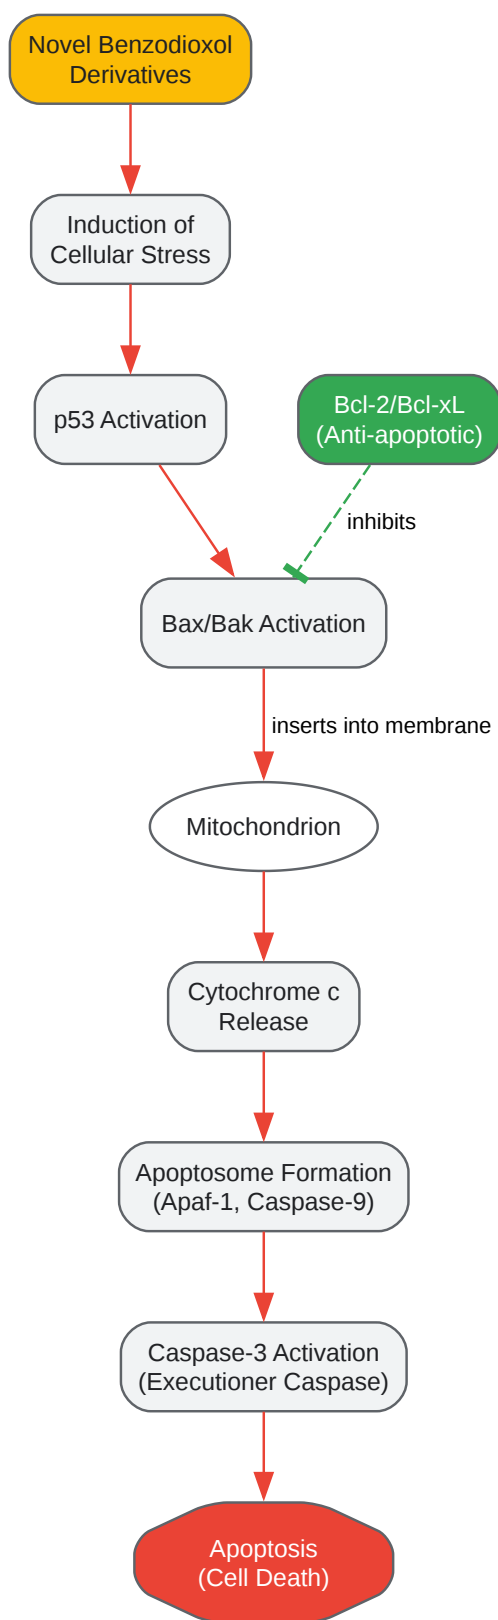 Novel Benzodioxol
Derivatives
Induction of
Cellular Stress
p53 Activation
Bcl-2/Bcl-xL
(Anti-apoptotic)
inhibits
Bax/Bak Activation
inserts into membrane
Mitochondrion
Cytochrome c
Release
Apoptosome Formation
(Apaf-1, Caspase-9)
Caspase-3 Activation
(Executioner Caspase)
Apoptosis
(Cell Death)